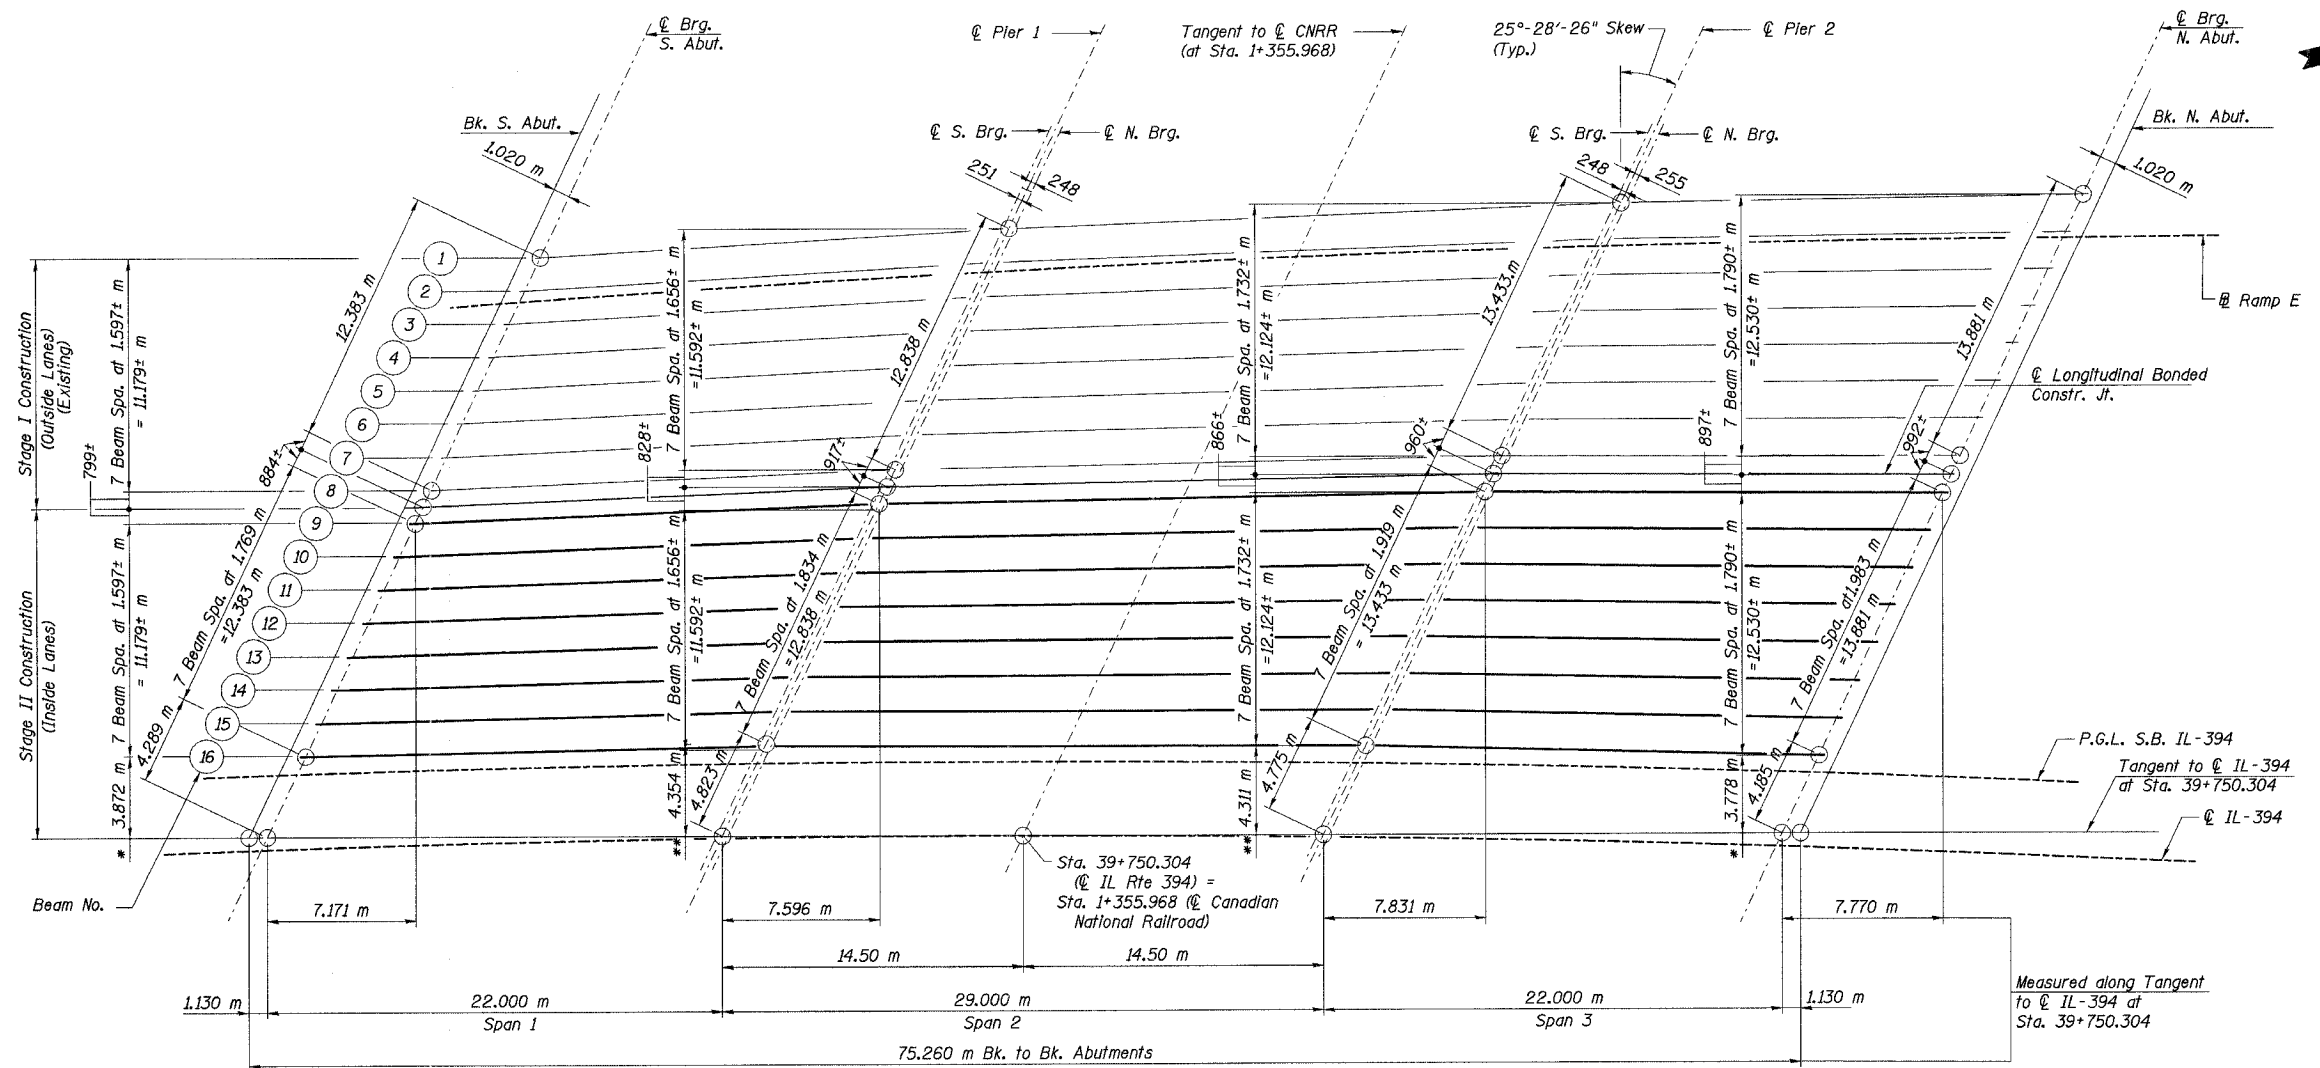 ℄ Brg.
S. Abut.
℄ Pier 1
Tangent to ℄ CNRR
(at Sta. 1+355.968)
25°-28'-26" Skew
(Typ.)
℄ Pier 2
℄ Brg.
N. Abut.
Bk. S. Abut.
℄ S. Brg.
℄ N. Brg.
℄ S. Brg.
℄ N. Brg.
Bk. N. Abut.
1.020 m
251
248
248
255
1.020 m
1
2
3
4
5
6
7
8
9
10
11
12
13
14
15
16
Stage I Construction
(Outside Lanes)
(Existing)
Stage II Construction
(Inside Lanes)
7 Beam Spa. at 1.597± m
= 11.179± m
799±
7 Beam Spa. at 1.597± m
= 11.179± m
3.872 m
*
12.383 m
884±
7 Beam Spa. at 1.769 m
=12.383 m
4.289 m
7 Beam Spa. at 1.656± m
=11.592± m
828±
7 Beam Spa. at 1.656± m
=11.592± m
4.354 m
**
12.838 m
917±
7 Beam Spa. at 1.834 m
=12.838 m
4.823 m
7 Beam Spa. at 1.732± m
=12.124± m
866±
7 Beam Spa. at 1.732± m
=12.124± m
4.311 m
**
13.433 m
960±
7 Beam Spa. at 1.919 m
= 13.433 m
4.775 m
7 Beam Spa. at 1.790± m
=12.530± m
897±
7 Beam Spa. at 1.790± m
=12.530± m
3.778 m
*
13.881 m
992±
7 Beam Spa. at 1.983 m
=13.881 m
4.185 m
℄ Ramp E
℄ Longitudinal Bonded
Constr. Jt.
P.G.L. S.B. IL-394
Tangent to ℄ IL-394
at Sta. 39+750.304
℄ IL-394
Beam No.
Sta. 39+750.304
(℄ IL Rte 394) =
Sta. 1+355.968 (℄ Canadian
National Railroad)
7.171 m
7.596 m
7.831 m
7.770 m
14.50 m
14.50 m
1.130 m
22.000 m
Span 1
29.000 m
Span 2
22.000 m
Span 3
1.130 m
Measured along Tangent
to ℄ IL-394 at
Sta. 39+750.304
75.260 m Bk. to Bk. Abutments